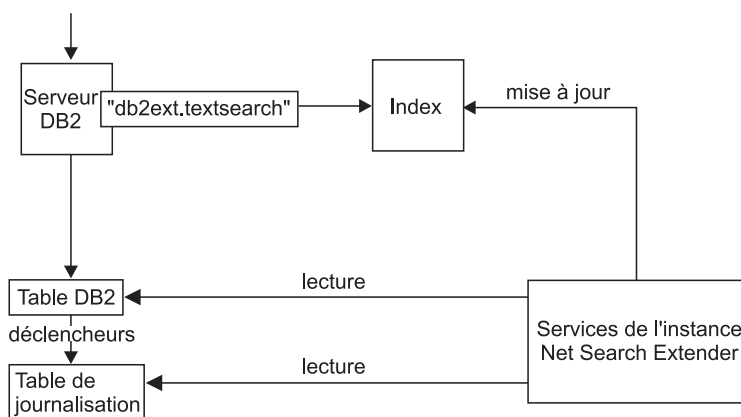 Serveur
DB2
"db2ext.textsearch"
Index
mise à jour
Table DB2
lecture
déclencheurs
Services de l'instance
Net Search Extender
Table de
journalisation
lecture